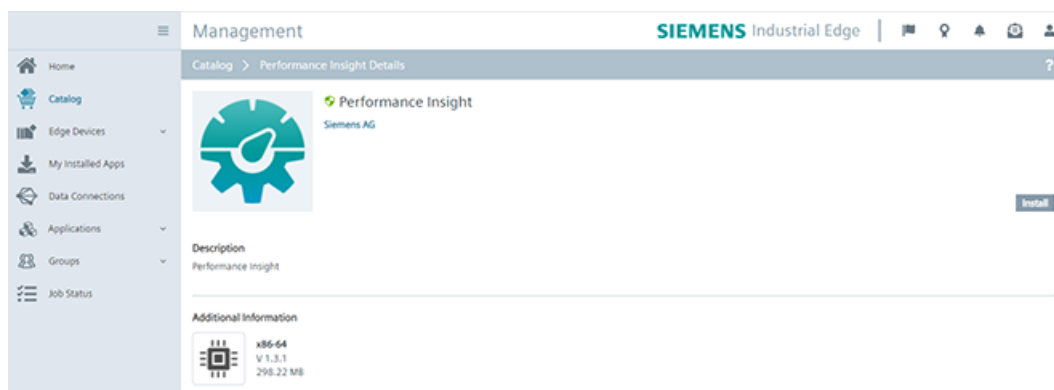 Management
SIEMENS Industrial Edge
Home
Catalog
Edge Devices
My Installed Apps
Data Connections
Applications
Groups
Job Status
Catalog > Performance Insight Details
?
Performance Insight
Siemens AG
Install
Description
Performance Insight
Additional Information
x86-64
V 1.3.1
298.22 MB